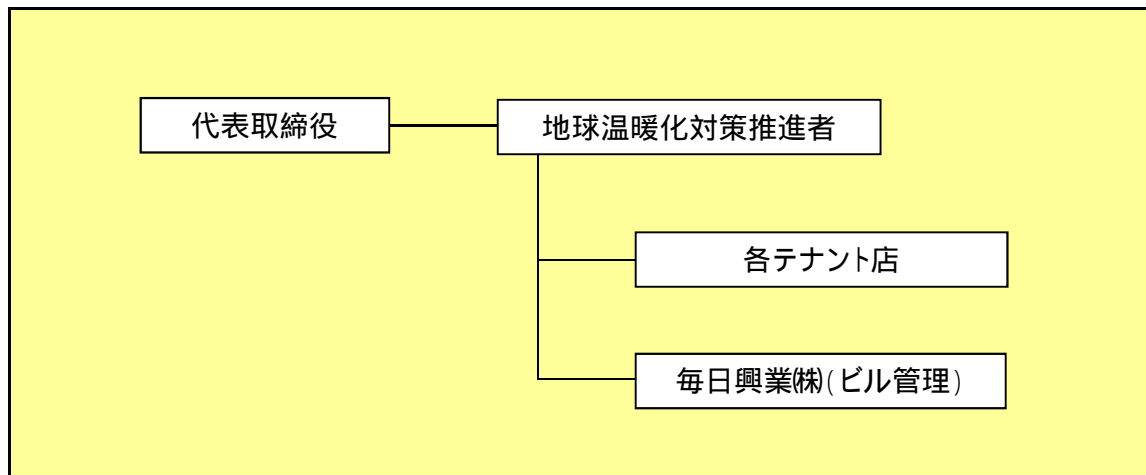 代表取締役
地球温暖化対策推進者
各テナント店
毎日興業㈱(ビル管理)